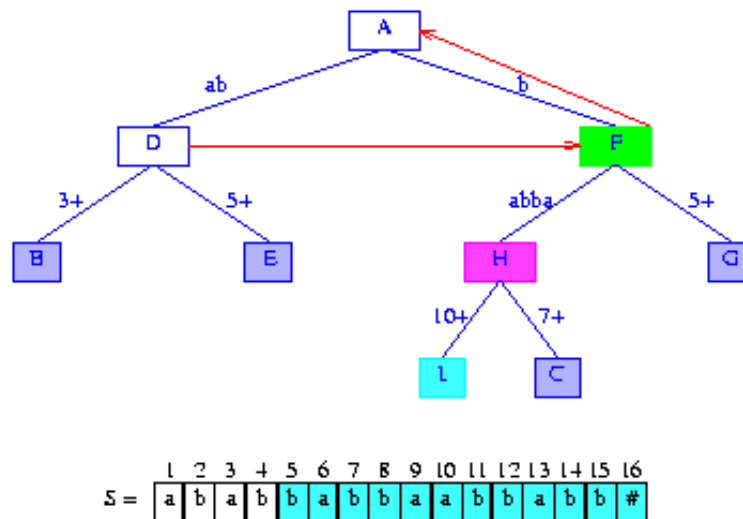 A
ab b
D F
3+ 5+ abba 5+
B E H G
10+ 7+
I C
1 2 3 4 5 6 7 8 9 10 11 12 13 14 15 16
S = a b a b b a b b a a b b a b b #